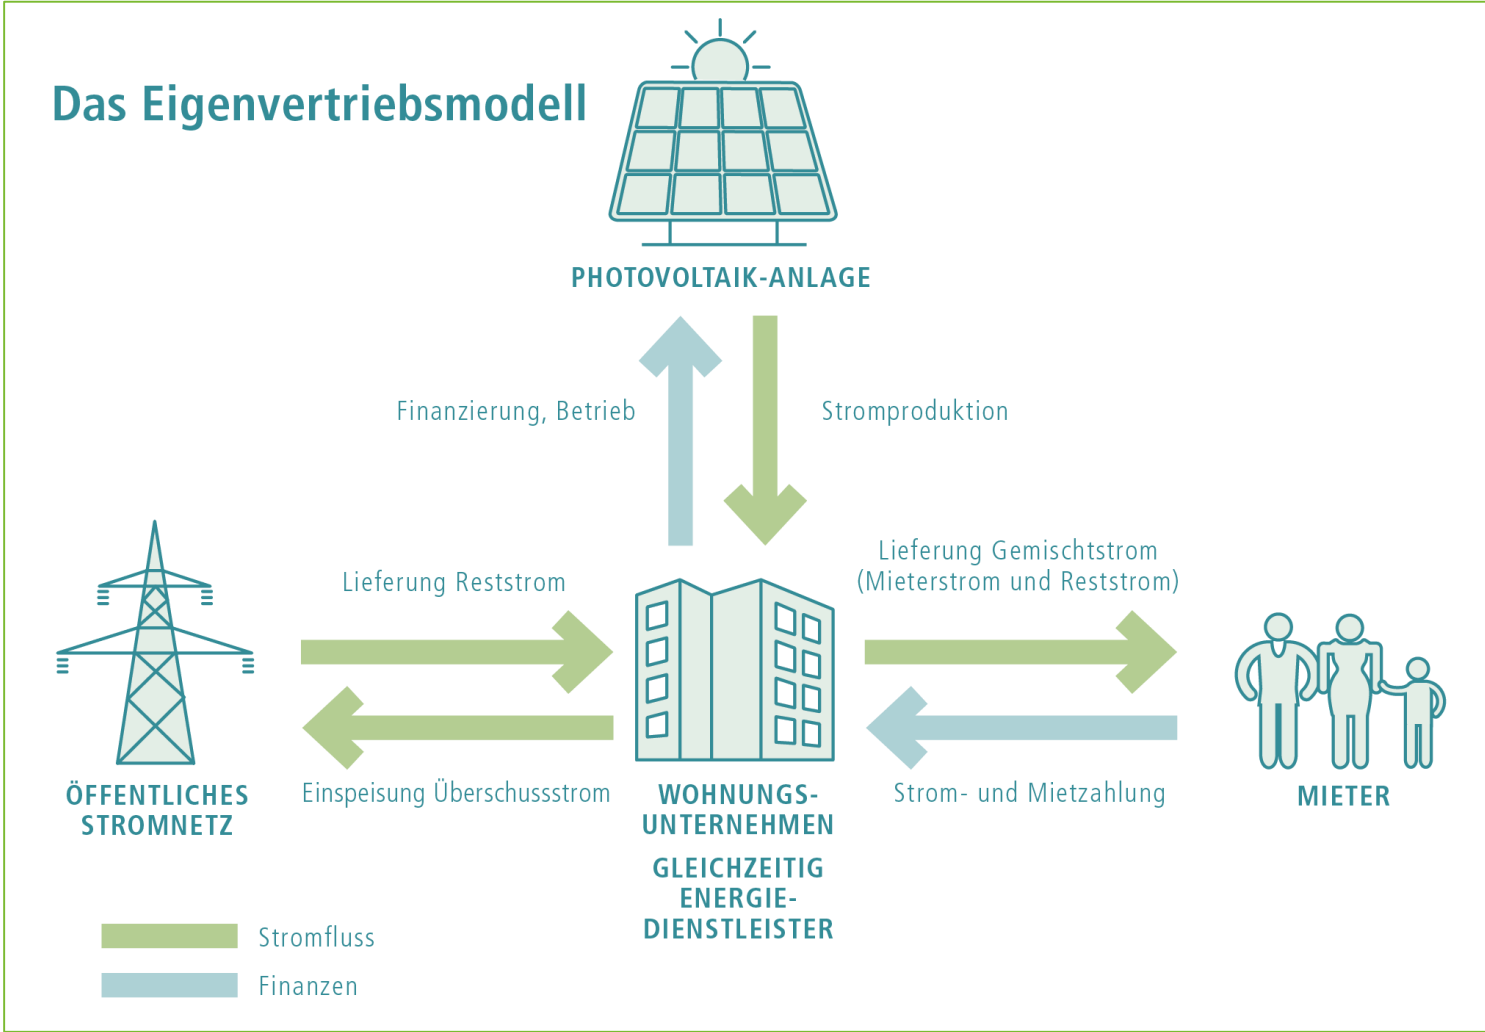 Das Eigenvertriebsmodell
PHOTOVOLTAIK-ANLAGE
Finanzierung, Betrieb
Stromproduktion
Lieferung Reststrom
Lieferung Gemischtstrom
(Mieterstrom und Reststrom)
Einspeisung Überschussstrom
Strom- und Mietzahlung
ÖFFENTLICHES
STROMNETZ
WOHNUNGS-
UNTERNEHMEN
GLEICHZEITIG
ENERGIE-
DIENSTLEISTER
MIETER
Stromfluss
Finanzen